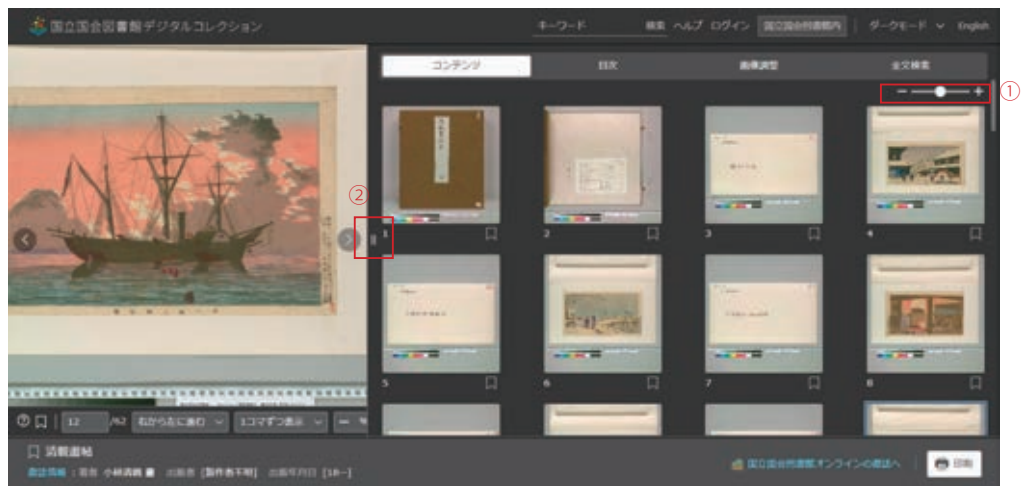 国立国会図書館デジタルコレクション
キーワード 検索 ヘルプ ログイン 国立国会図書館内 ダークモード English
コンテンツ 目次 画像調整 全文検索
①
②
1 2 3 4
5 6 7 8
12 /62 右から左に進む 1コマずつ表示
清親畫帖
書誌情報 : 著者 小林清親 画 出版者 [製作者不明] 出版年月日 [18--]
国立国会図書館オンラインの書誌へ 印刷